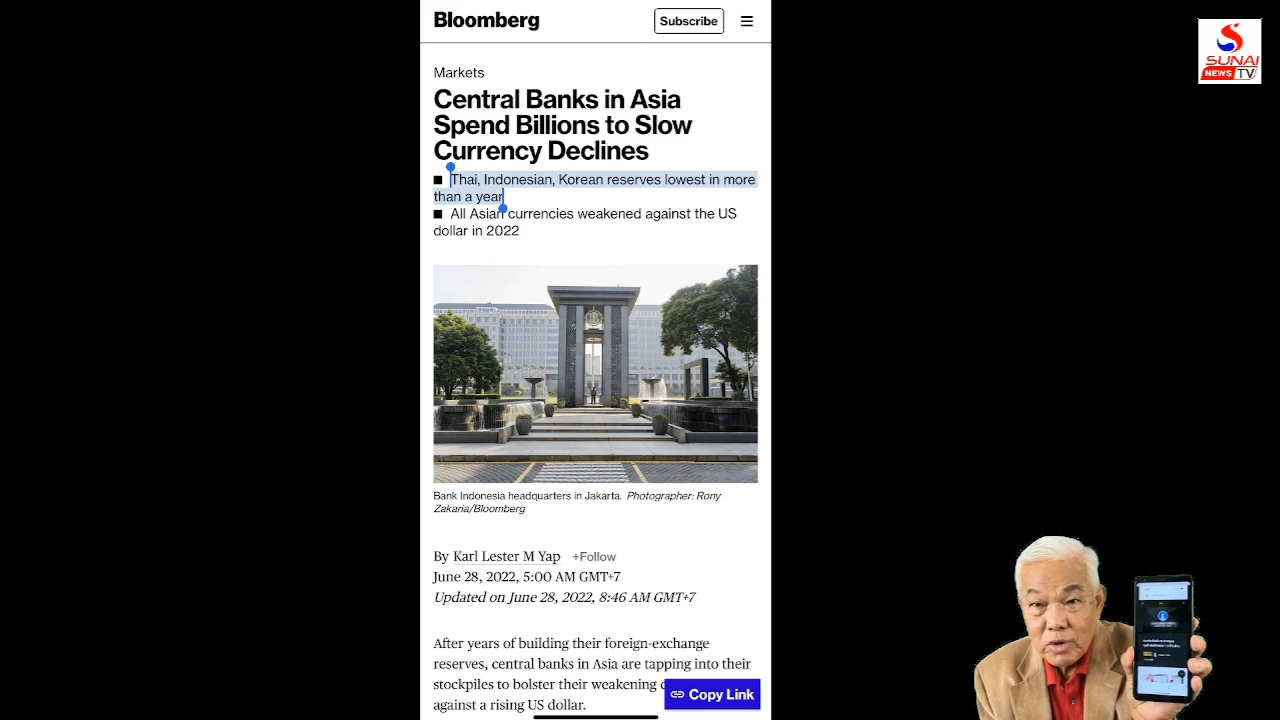 Bloomberg
Subscribe
SUNAI
NEWS TV
Markets
Central Banks in Asia
Spend Billions to Slow
Currency Declines
■ Thai, Indonesian, Korean reserves lowest in more
than a year
■ All Asian currencies weakened against the US
dollar in 2022
Bank Indonesia headquarters in Jakarta. Photographer: Rony
Zakaria/Bloomberg
By Karl Lester M Yap +Follow
June 28, 2022, 5:00 AM GMT+7
Updated on June 28, 2022, 8:46 AM GMT+7
After years of building their foreign-exchange
reserves, central banks in Asia are tapping into their
stockpiles to bolster their weakening
against a rising US dollar.
Copy Link